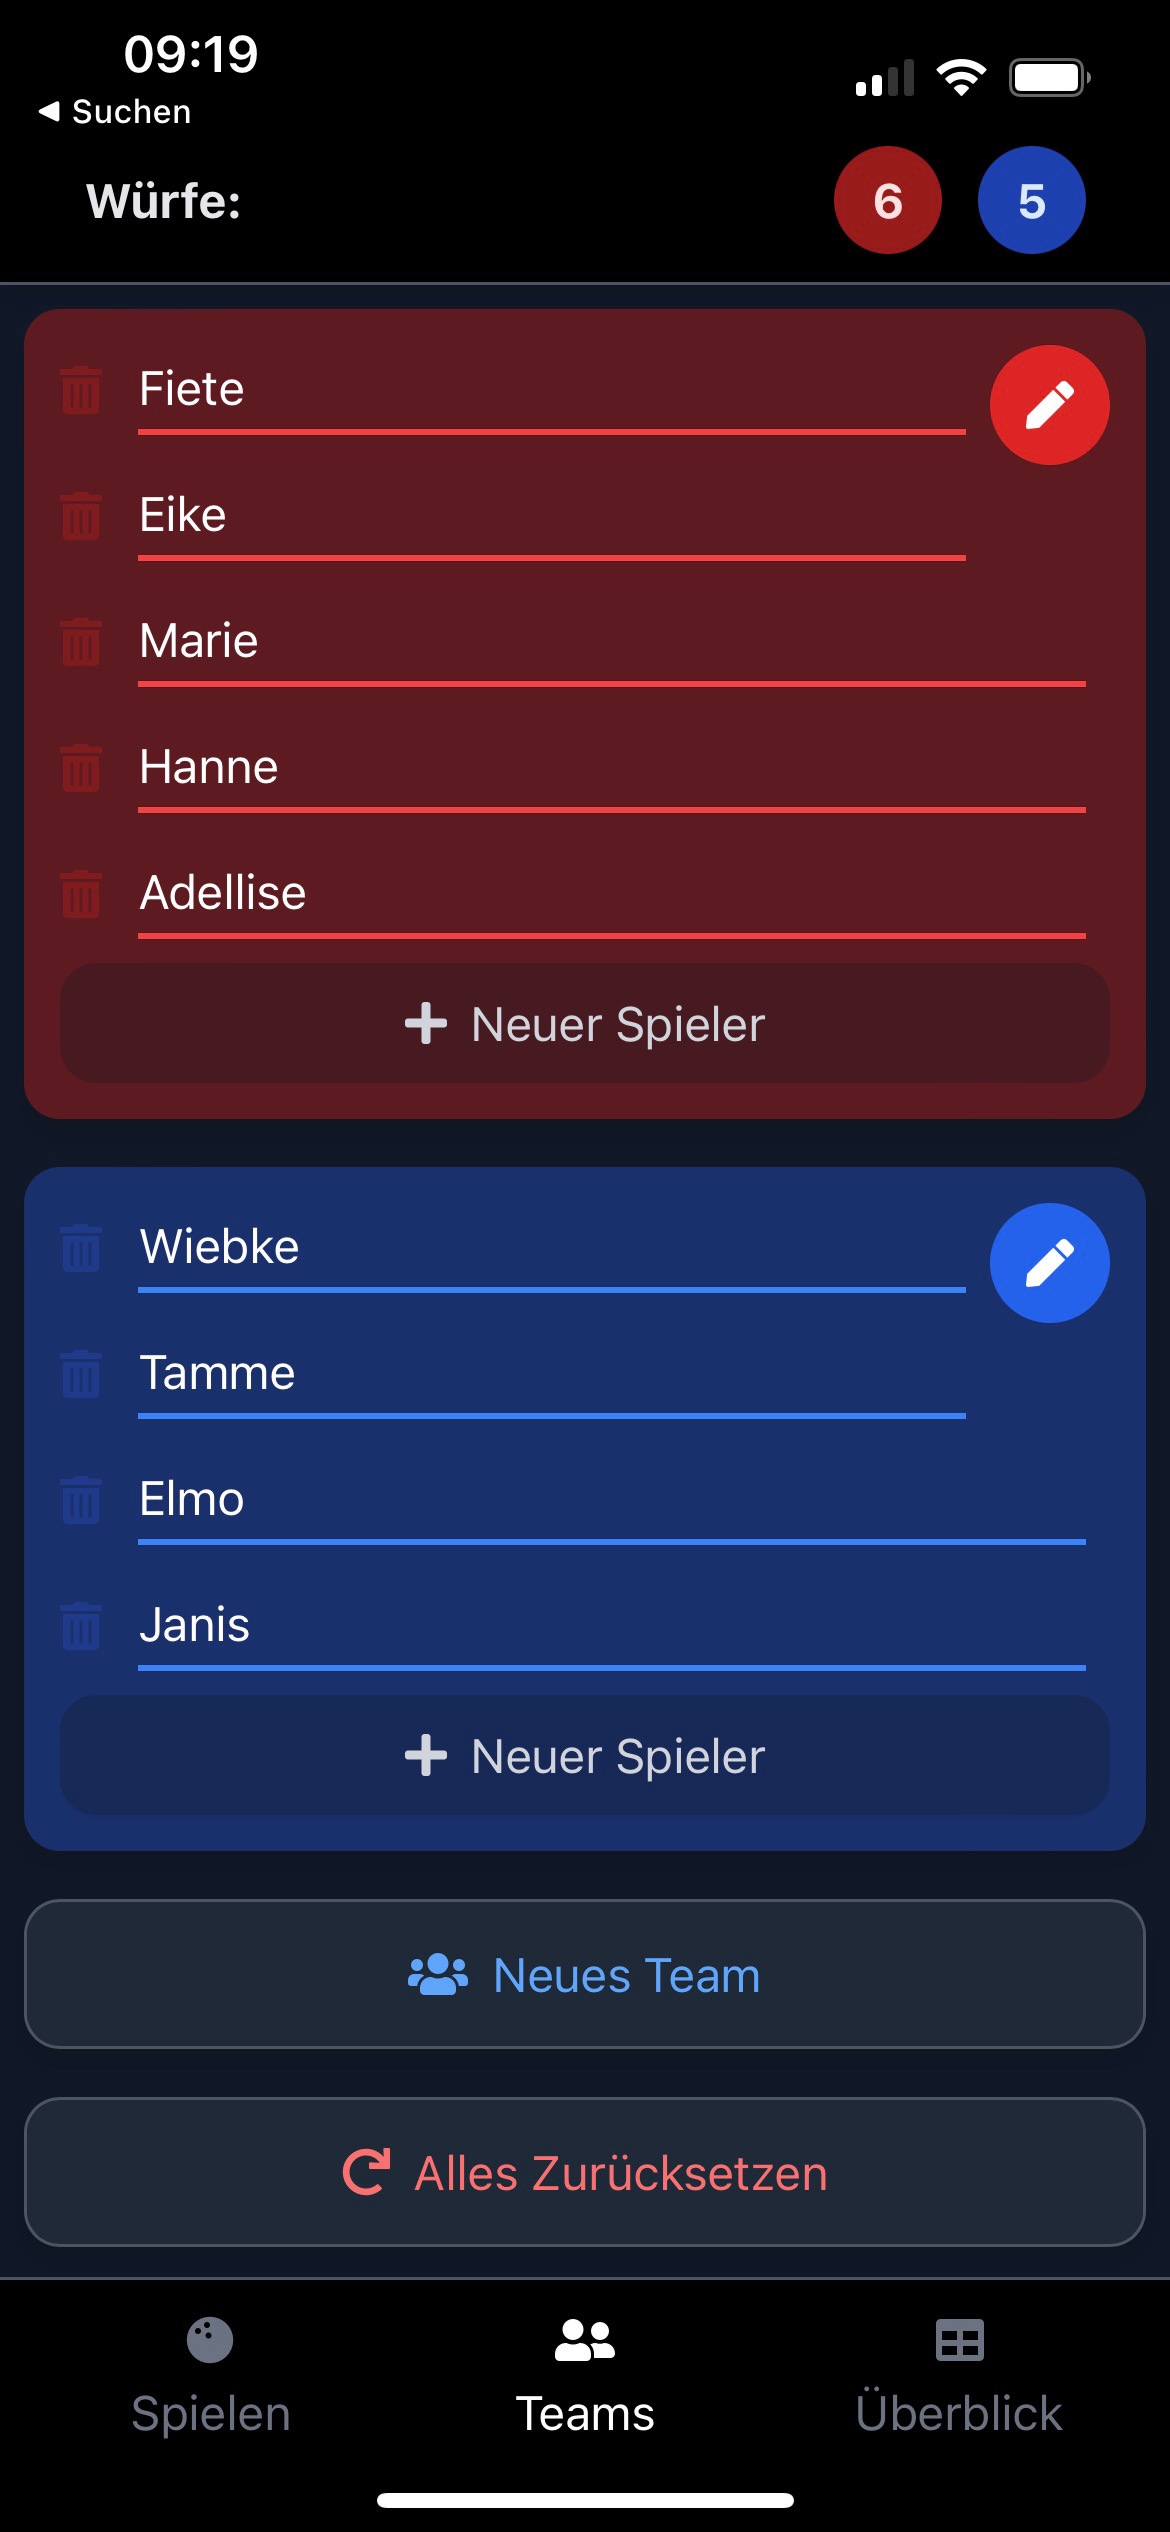 09:19
◀ Suchen
Würfe:
6
5
Fiete
Eike
Marie
Hanne
Adellise
Neuer Spieler
Wiebke
Tamme
Elmo
Janis
Neuer Spieler
Neues Team
Alles Zurücksetzen
Spielen
Teams
Überblick